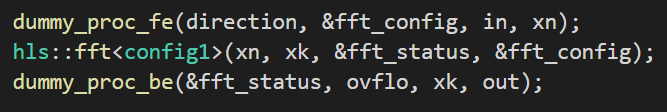 dummy_proc_fe(direction, &fft_config, in, xn);
hls::fft<config1>(xn, xk, &fft_status, &fft_config);
dummy_proc_be(&fft_status, ovflo, xk, out);